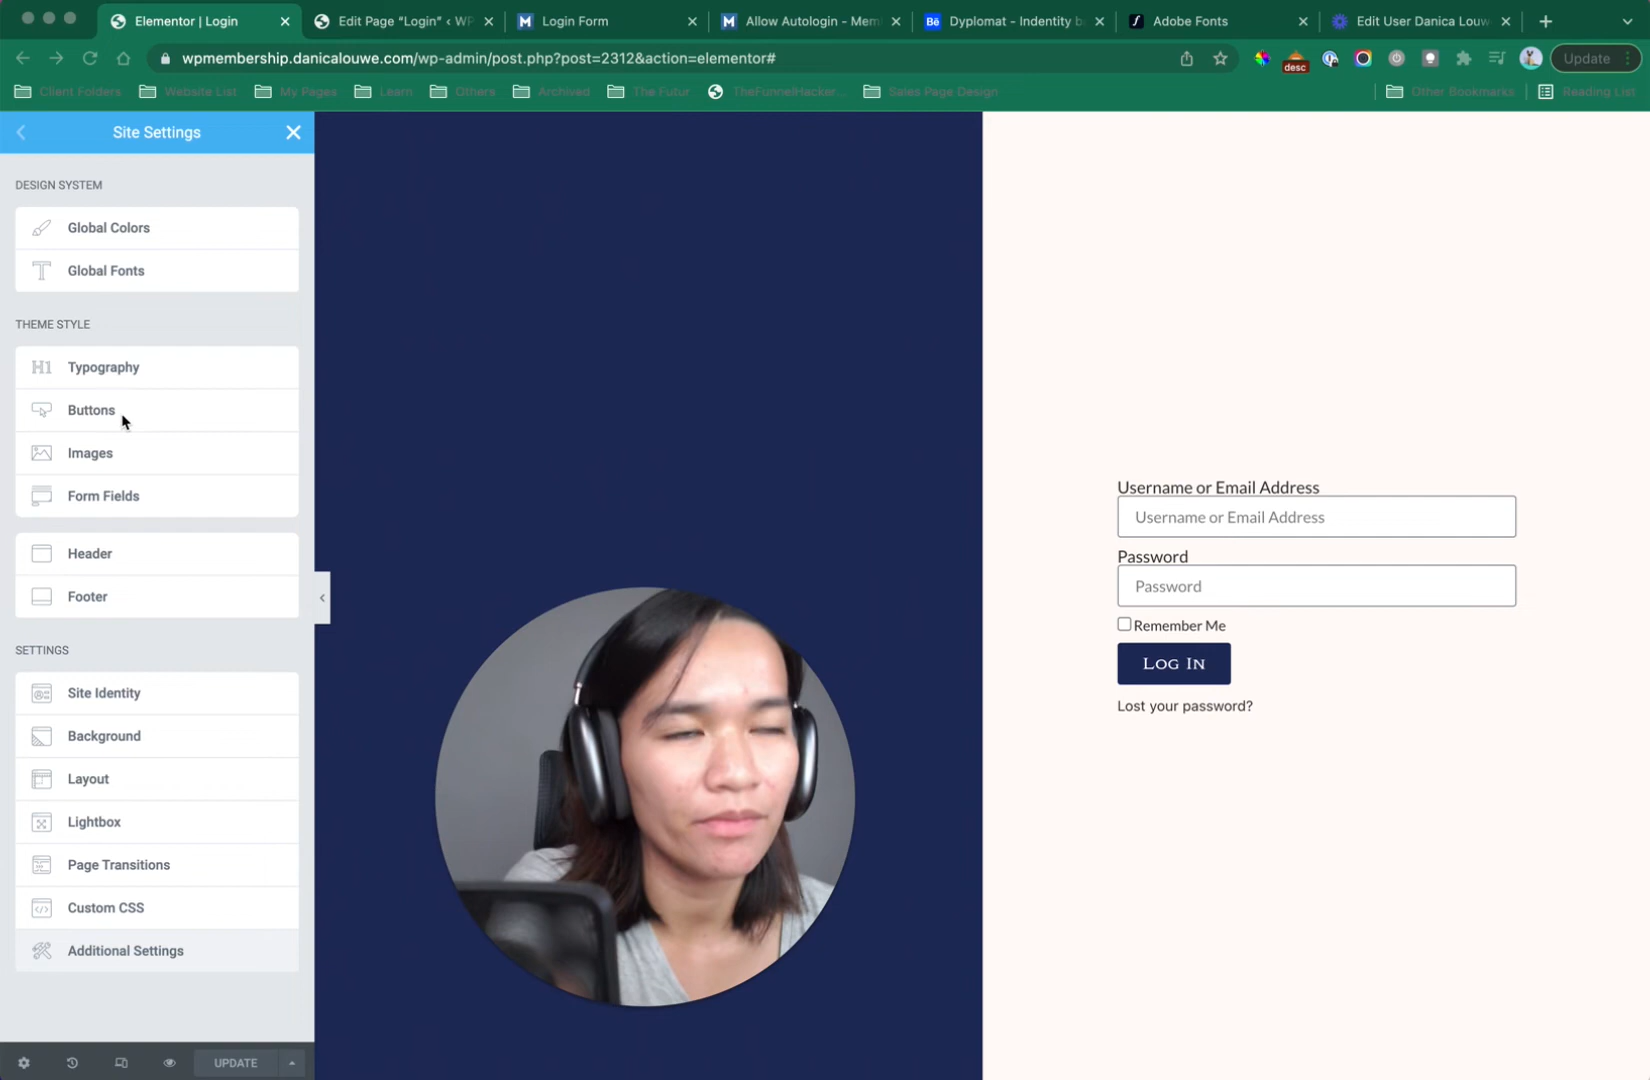 Elementor | Login
Edit Page “Login” ‹ WP
Login Form
Allow Autologin - Mem
Bē Dyplomat - Indentity ba
Adobe Fonts
Edit User Danica Louw
wpmembership.danicalouwe.com/wp-admin/post.php?post=2312&action=elementor#
desc
Update
Client Folders
Website List
My Pages
Learn
Others
Archived
The Futur
TheFunnelHacker...
Sales Page Design
Other Bookmarks
Reading List
Site Settings
DESIGN SYSTEM
Global Colors
Global Fonts
THEME STYLE
H1 Typography
Buttons
Images
Form Fields
Header
Footer
SETTINGS
Site Identity
Background
Layout
Lightbox
Page Transitions
Custom CSS
Additional Settings
UPDATE
Username or Email Address
Username or Email Address
Password
Password
Remember Me
Log In
Lost your password?